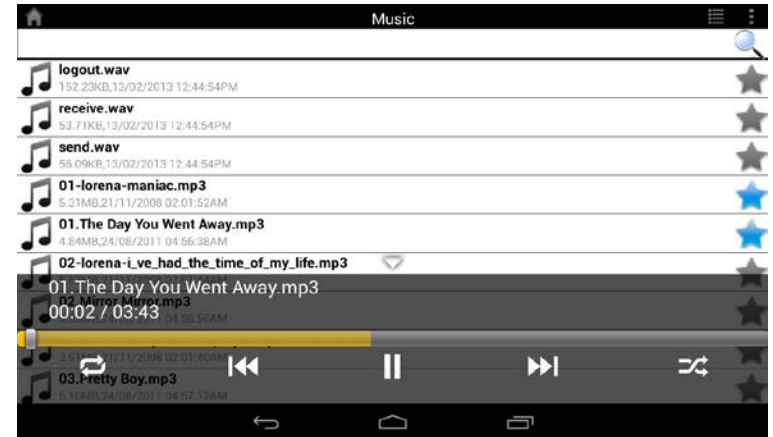 Music
logout.wav
152.23KB,13/02/2013 12:44:54PM
receive.wav
53.71KB,13/02/2013 12:44:54PM
send.wav
55.09KB,13/02/2013 12:44:54PM
01-lorena-maniac.mp3
5.31MB,21/11/2008 02:01:52AM
01.The Day You Went Away.mp3
4.84MB,24/08/2011 04:56:38AM
02-lorena-i_ve_had_the_time_of_my_life.mp3
01.The Day You Went Away.mp3
02.Mirror Mirror.mp3
00:02 / 03:43
03.Pretty Boy.mp3
6.10MB,24/08/2011 04:57:12AM